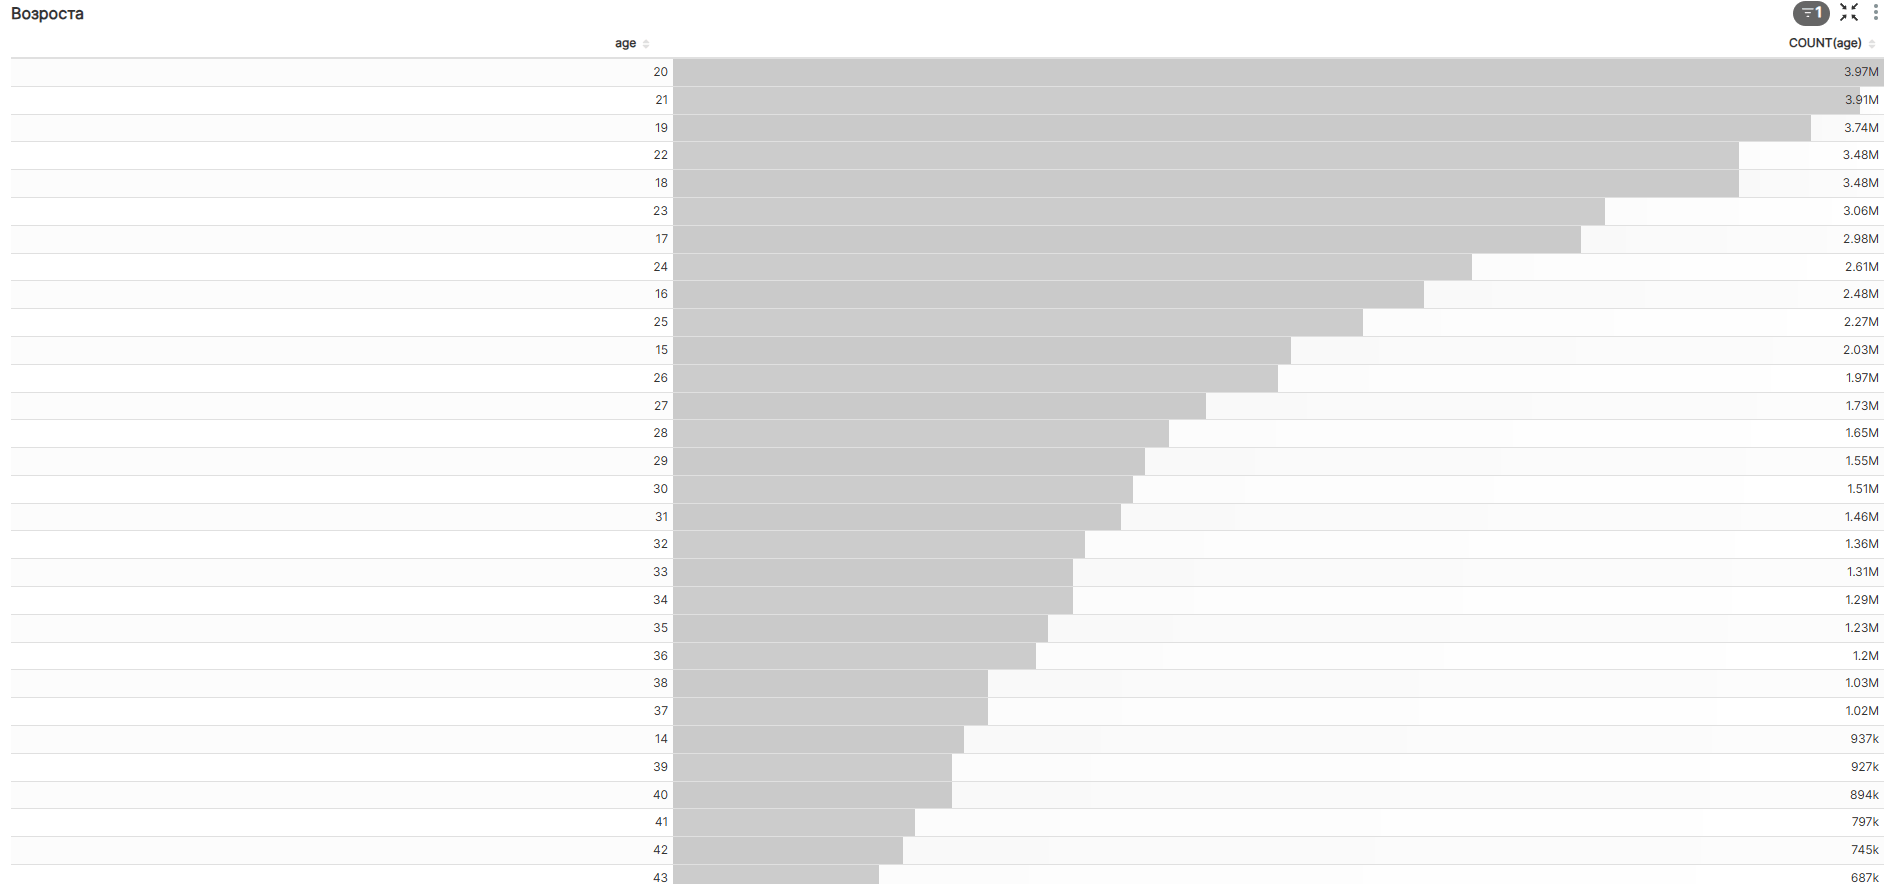 Возроста
1
age COUNT(age)
20 3.97M
21 3.91M
19 3.74M
22 3.48M
18 3.48M
23 3.06M
17 2.98M
24 2.61M
16 2.48M
25 2.27M
15 2.03M
26 1.97M
27 1.73M
28 1.65M
29 1.55M
30 1.51M
31 1.46M
32 1.36M
33 1.31M
34 1.29M
35 1.23M
36 1.2M
38 1.03M
37 1.02M
14 937k
39 927k
40 894k
41 797k
42 745k
43 687k